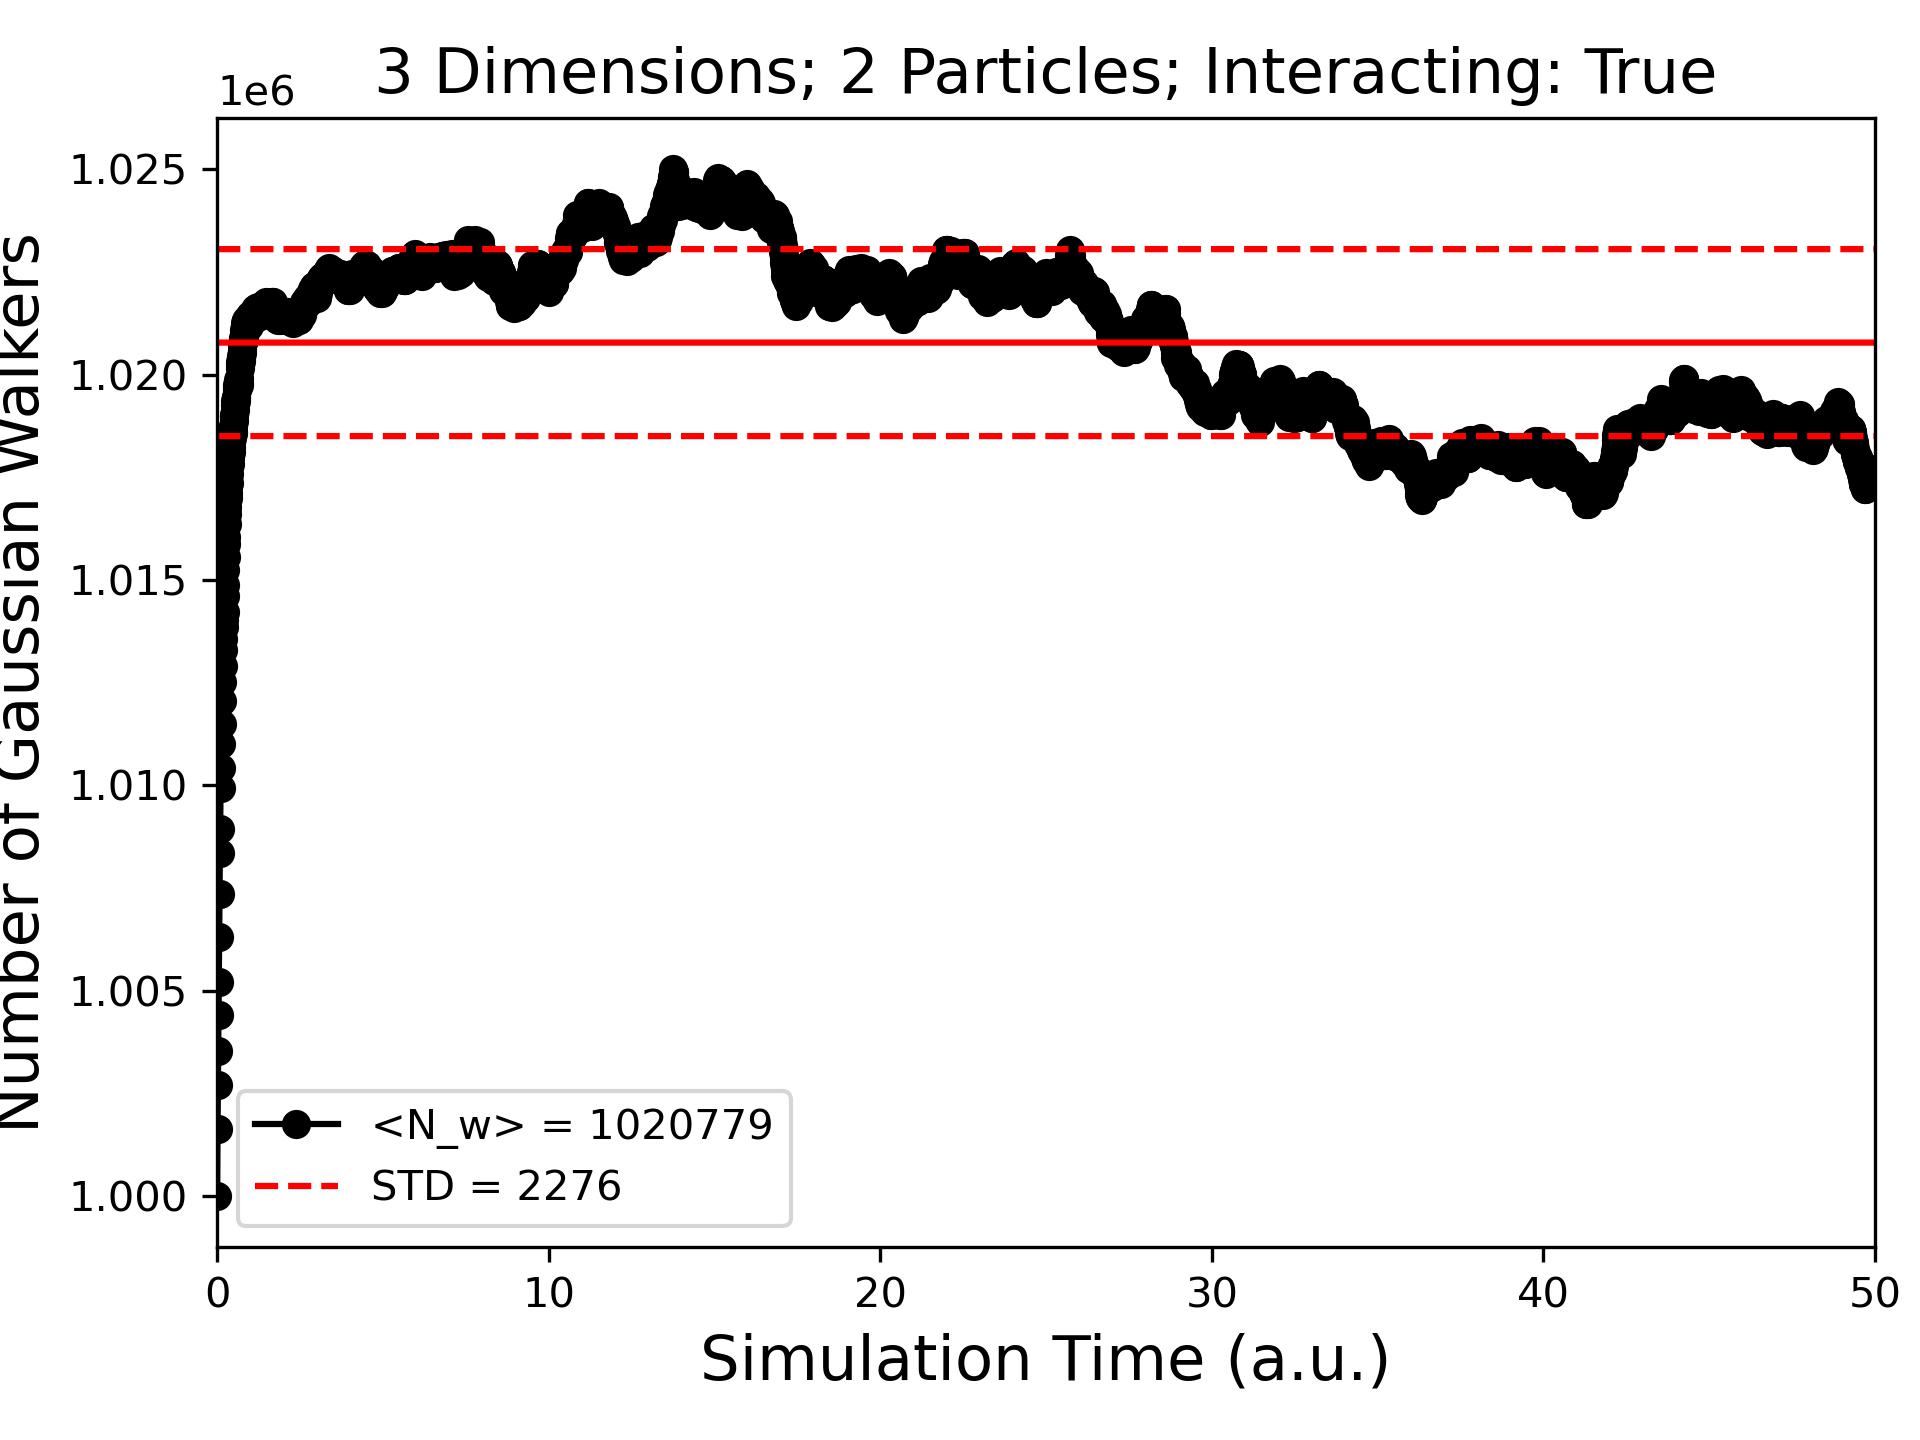 3 Dimensions; 2 Particles; Interacting: True
1e6
Number of Gaussian Walkers
1.025
1.020
1.015
1.010
1.005
1.000
<N_w> = 1020779
STD = 2276
0 10 20 30 40 50
Simulation Time (a.u.)